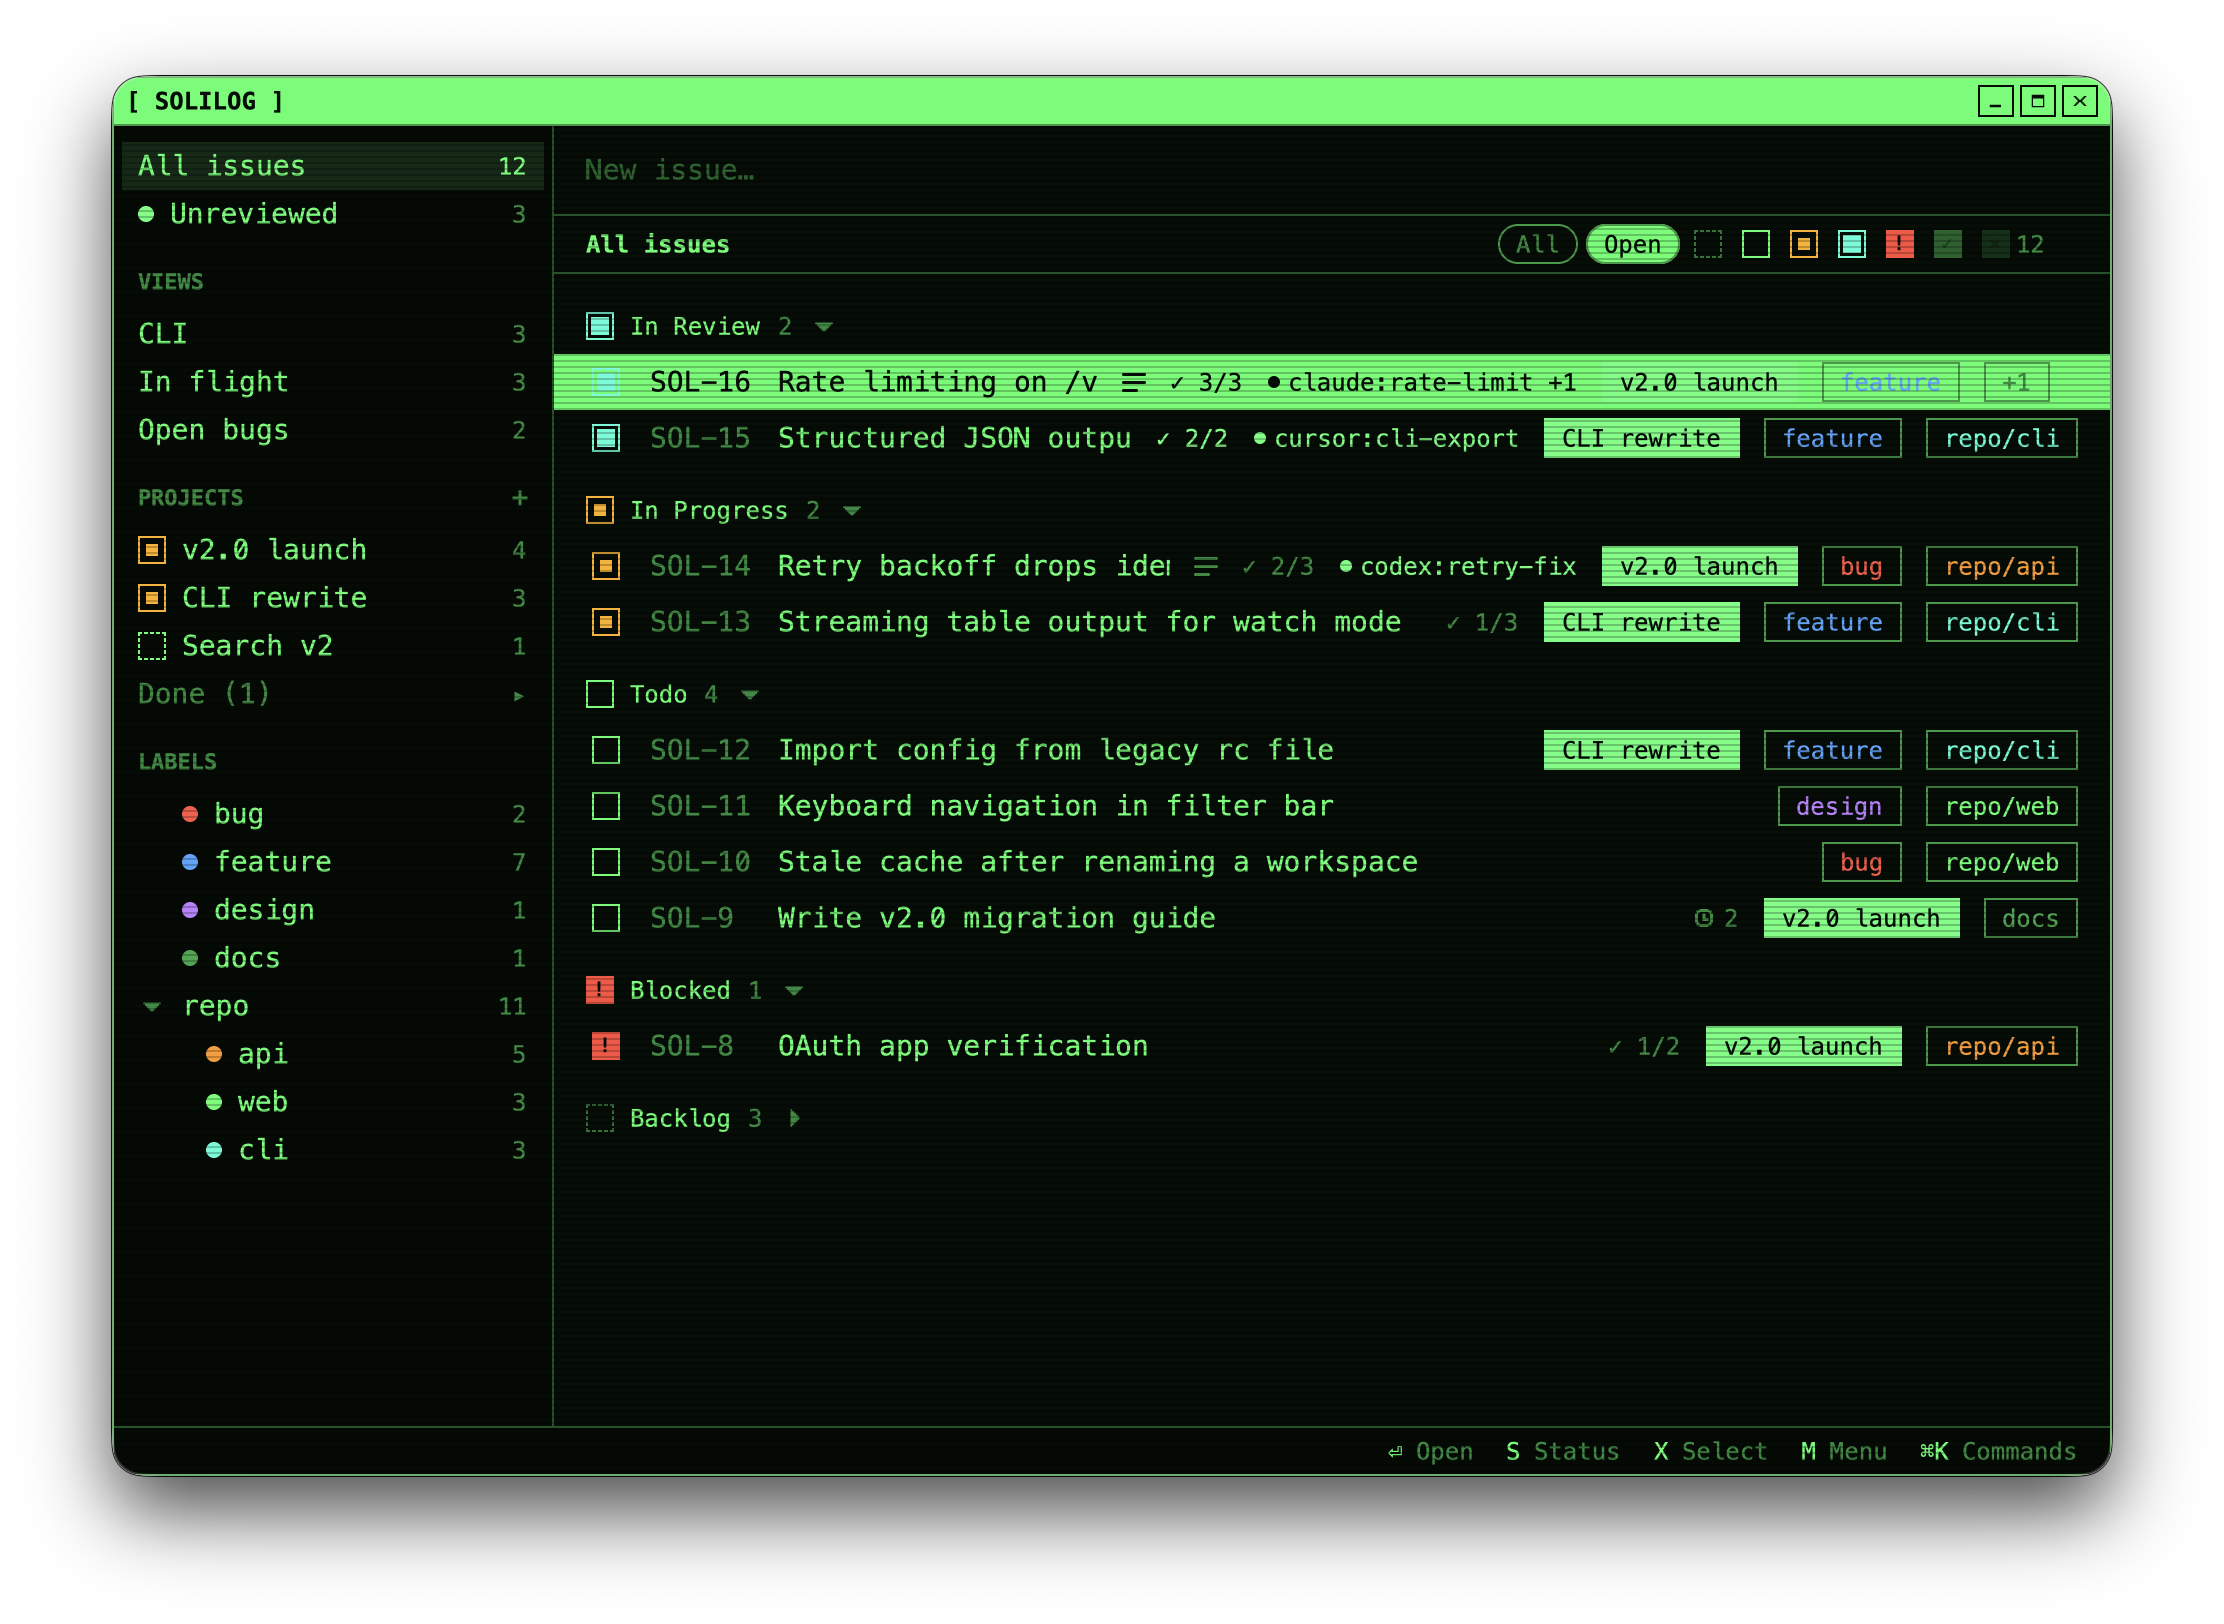 [ SOLILOG ]
All issues 12
Unreviewed 3
VIEWS
CLI 3
In flight 3
Open bugs 2
PROJECTS +
v2.0 launch 4
CLI rewrite 3
Search v2 1
Done (1)
LABELS
bug 2
feature 7
design 1
docs 1
repo 11
api 5
web 3
cli 3
New issue…
All issues All Open 12
In Review 2
SOL-16 Rate limiting on /v ✓ 3/3 claude:rate-limit +1 v2.0 launch feature +1
SOL-15 Structured JSON outpu ✓ 2/2 cursor:cli-export CLI rewrite feature repo/cli
In Progress 2
SOL-14 Retry backoff drops ide ✓ 2/3 codex:retry-fix v2.0 launch bug repo/api
SOL-13 Streaming table output for watch mode ✓ 1/3 CLI rewrite feature repo/cli
Todo 4
SOL-12 Import config from legacy rc file CLI rewrite feature repo/cli
SOL-11 Keyboard navigation in filter bar design repo/web
SOL-10 Stale cache after renaming a workspace bug repo/web
SOL-9 Write v2.0 migration guide 2 v2.0 launch docs
! Blocked 1
! SOL-8 OAuth app verification ✓ 1/2 v2.0 launch repo/api
Backlog 3
⏎ Open S Status X Select M Menu ⌘K Commands